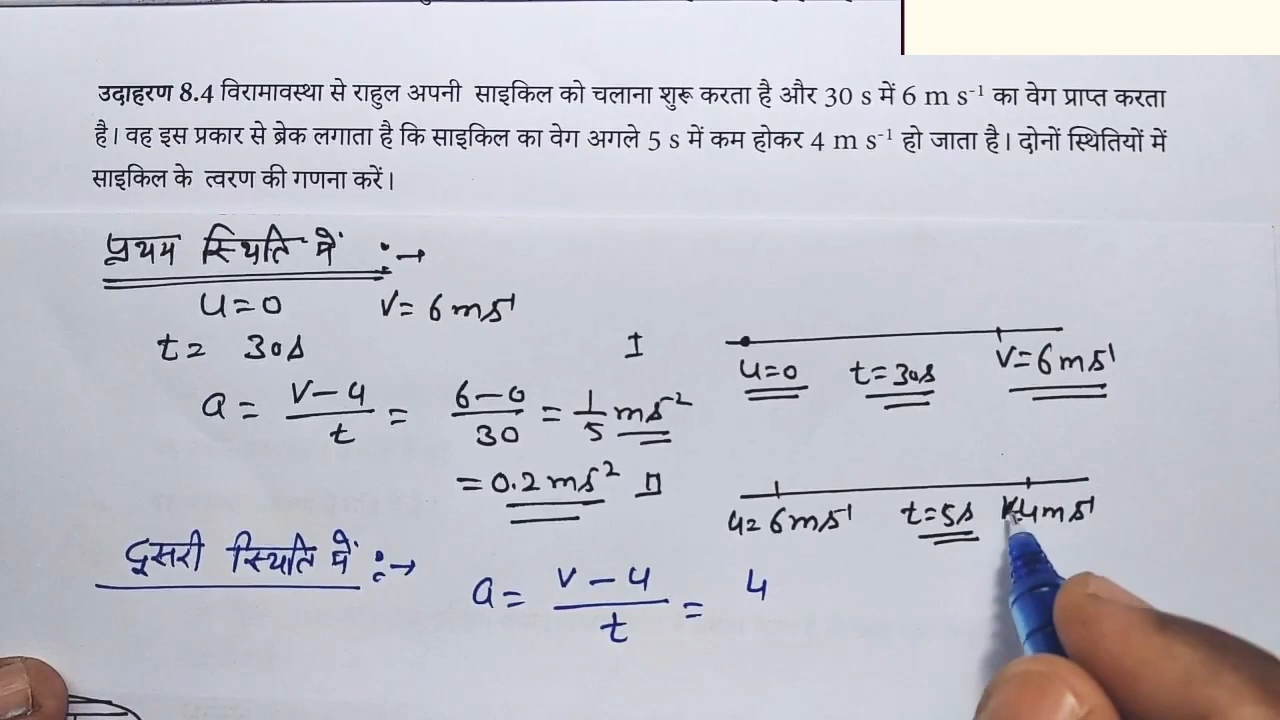 उदाहरण 8.4 विरामावस्था से राहुल अपनी साइकिल को चलाना शुरू करता है और 30 s में 6 m s⁻¹ का वेग प्राप्त करता
है। वह इस प्रकार से ब्रेक लगाता है कि साइकिल का वेग अगले 5 s में कम होकर 4 m s⁻¹ हो जाता है। दोनों स्थितियों में
साइकिल के त्वरण की गणना करें।
प्रथम स्थिति में :→
u=0 v=6ms⁻¹
t= 30s
a = v-u/t = 6-0/30 = 1/5 ms⁻²
= 0.2 ms⁻²
I
u=0 t=30s v=6ms⁻¹
II
u=6ms⁻¹ t=5s v=4ms⁻¹
दूसरी स्थिति में :→
a = v-u/t = 4